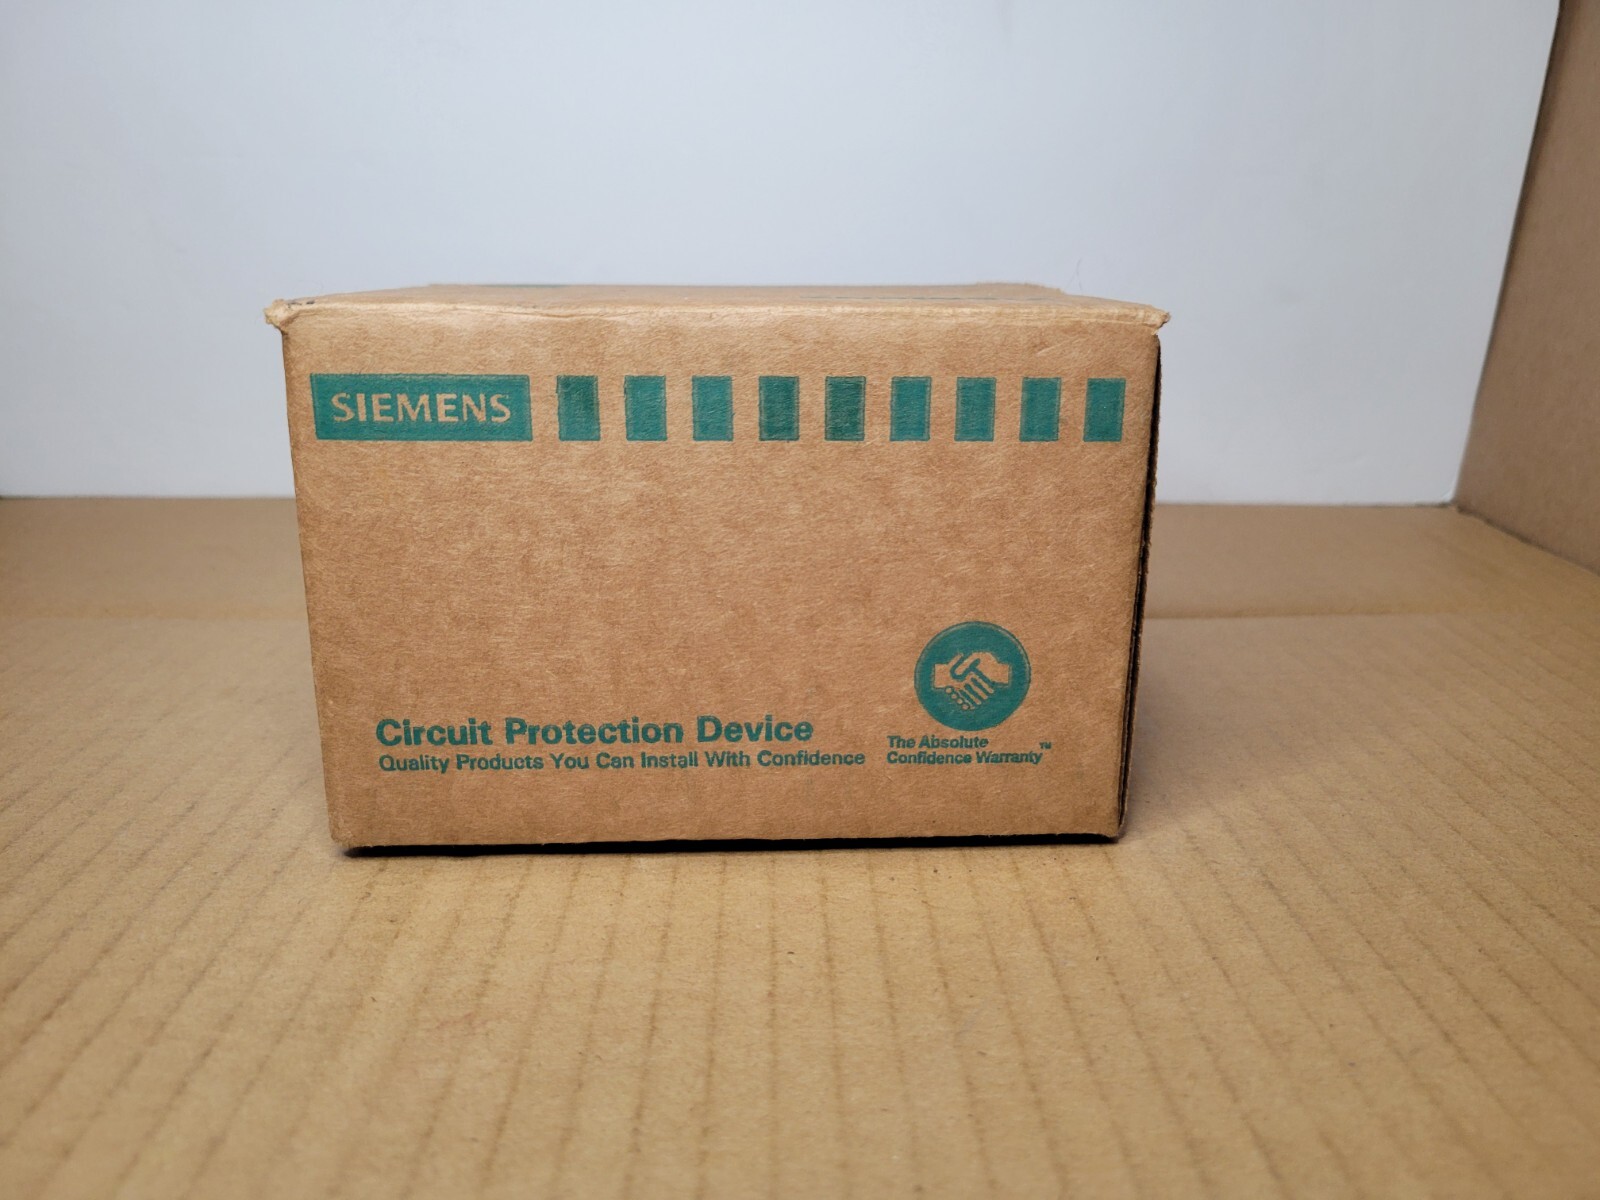 SIEMENS
Circuit Protection Device
Quality Products You Can Install With Confidence
The Absolute
Confidence Warranty™